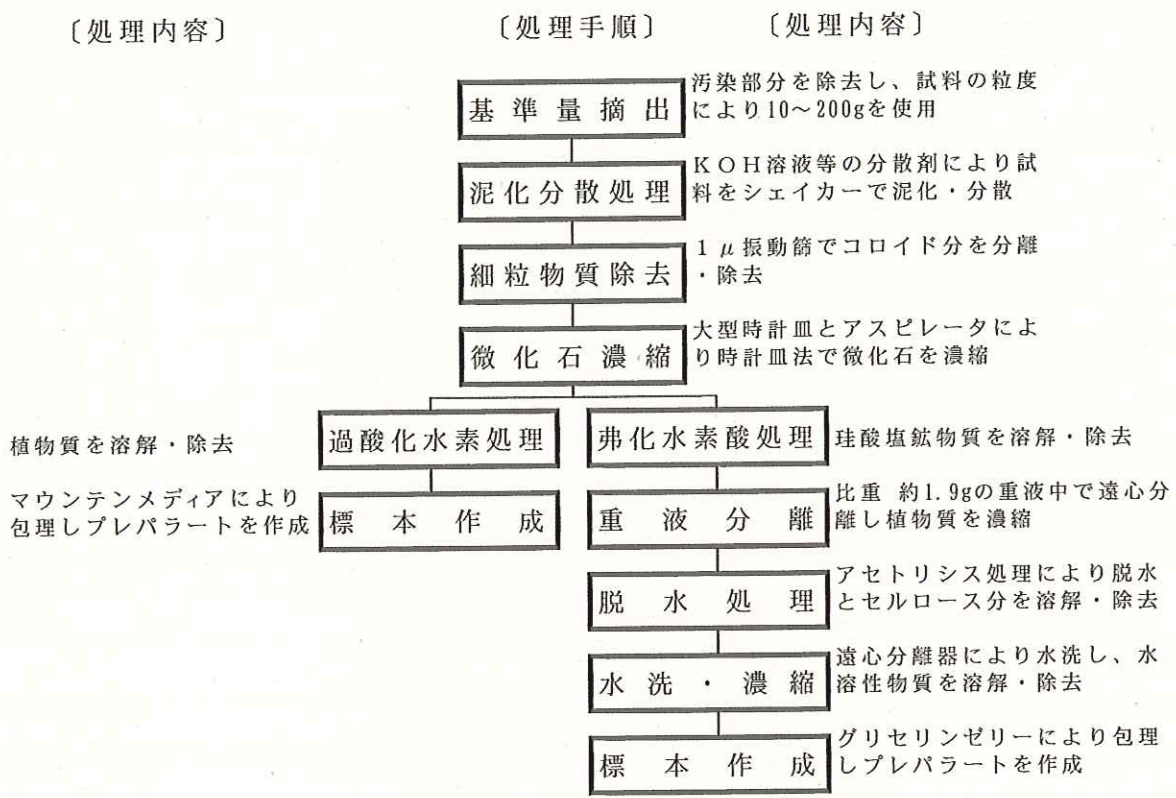 〔処理内容〕 〔処理手順〕 〔処理内容〕
基準量摘出
汚染部分を除去し、試料の粒度
により10～200gを使用
泥化分散処理
KOH溶液等の分散剤により試
料をシェイカーで泥化・分散
細粒物質除去
1μ振動篩でコロイド分を分離
・除去
微化石濃縮
大型時計皿とアスピレータによ
り時計皿法で微化石を濃縮
植物質を溶解・除去
過酸化水素処理
弗化水素酸処理
珪酸塩鉱物質を溶解・除去
マウンテンメディアにより
包理しプレパラートを作成
標本作成
重液分離
比重 約1.9gの重液中で遠心分
離し植物質を濃縮
脱水処理
アセトリシス処理により脱水
とセルロース分を溶解・除去
水洗・濃縮
遠心分離器により水洗し、水
溶性物質を溶解・除去
標本作成
グリセリンゼリーにより包理
しプレパラートを作成